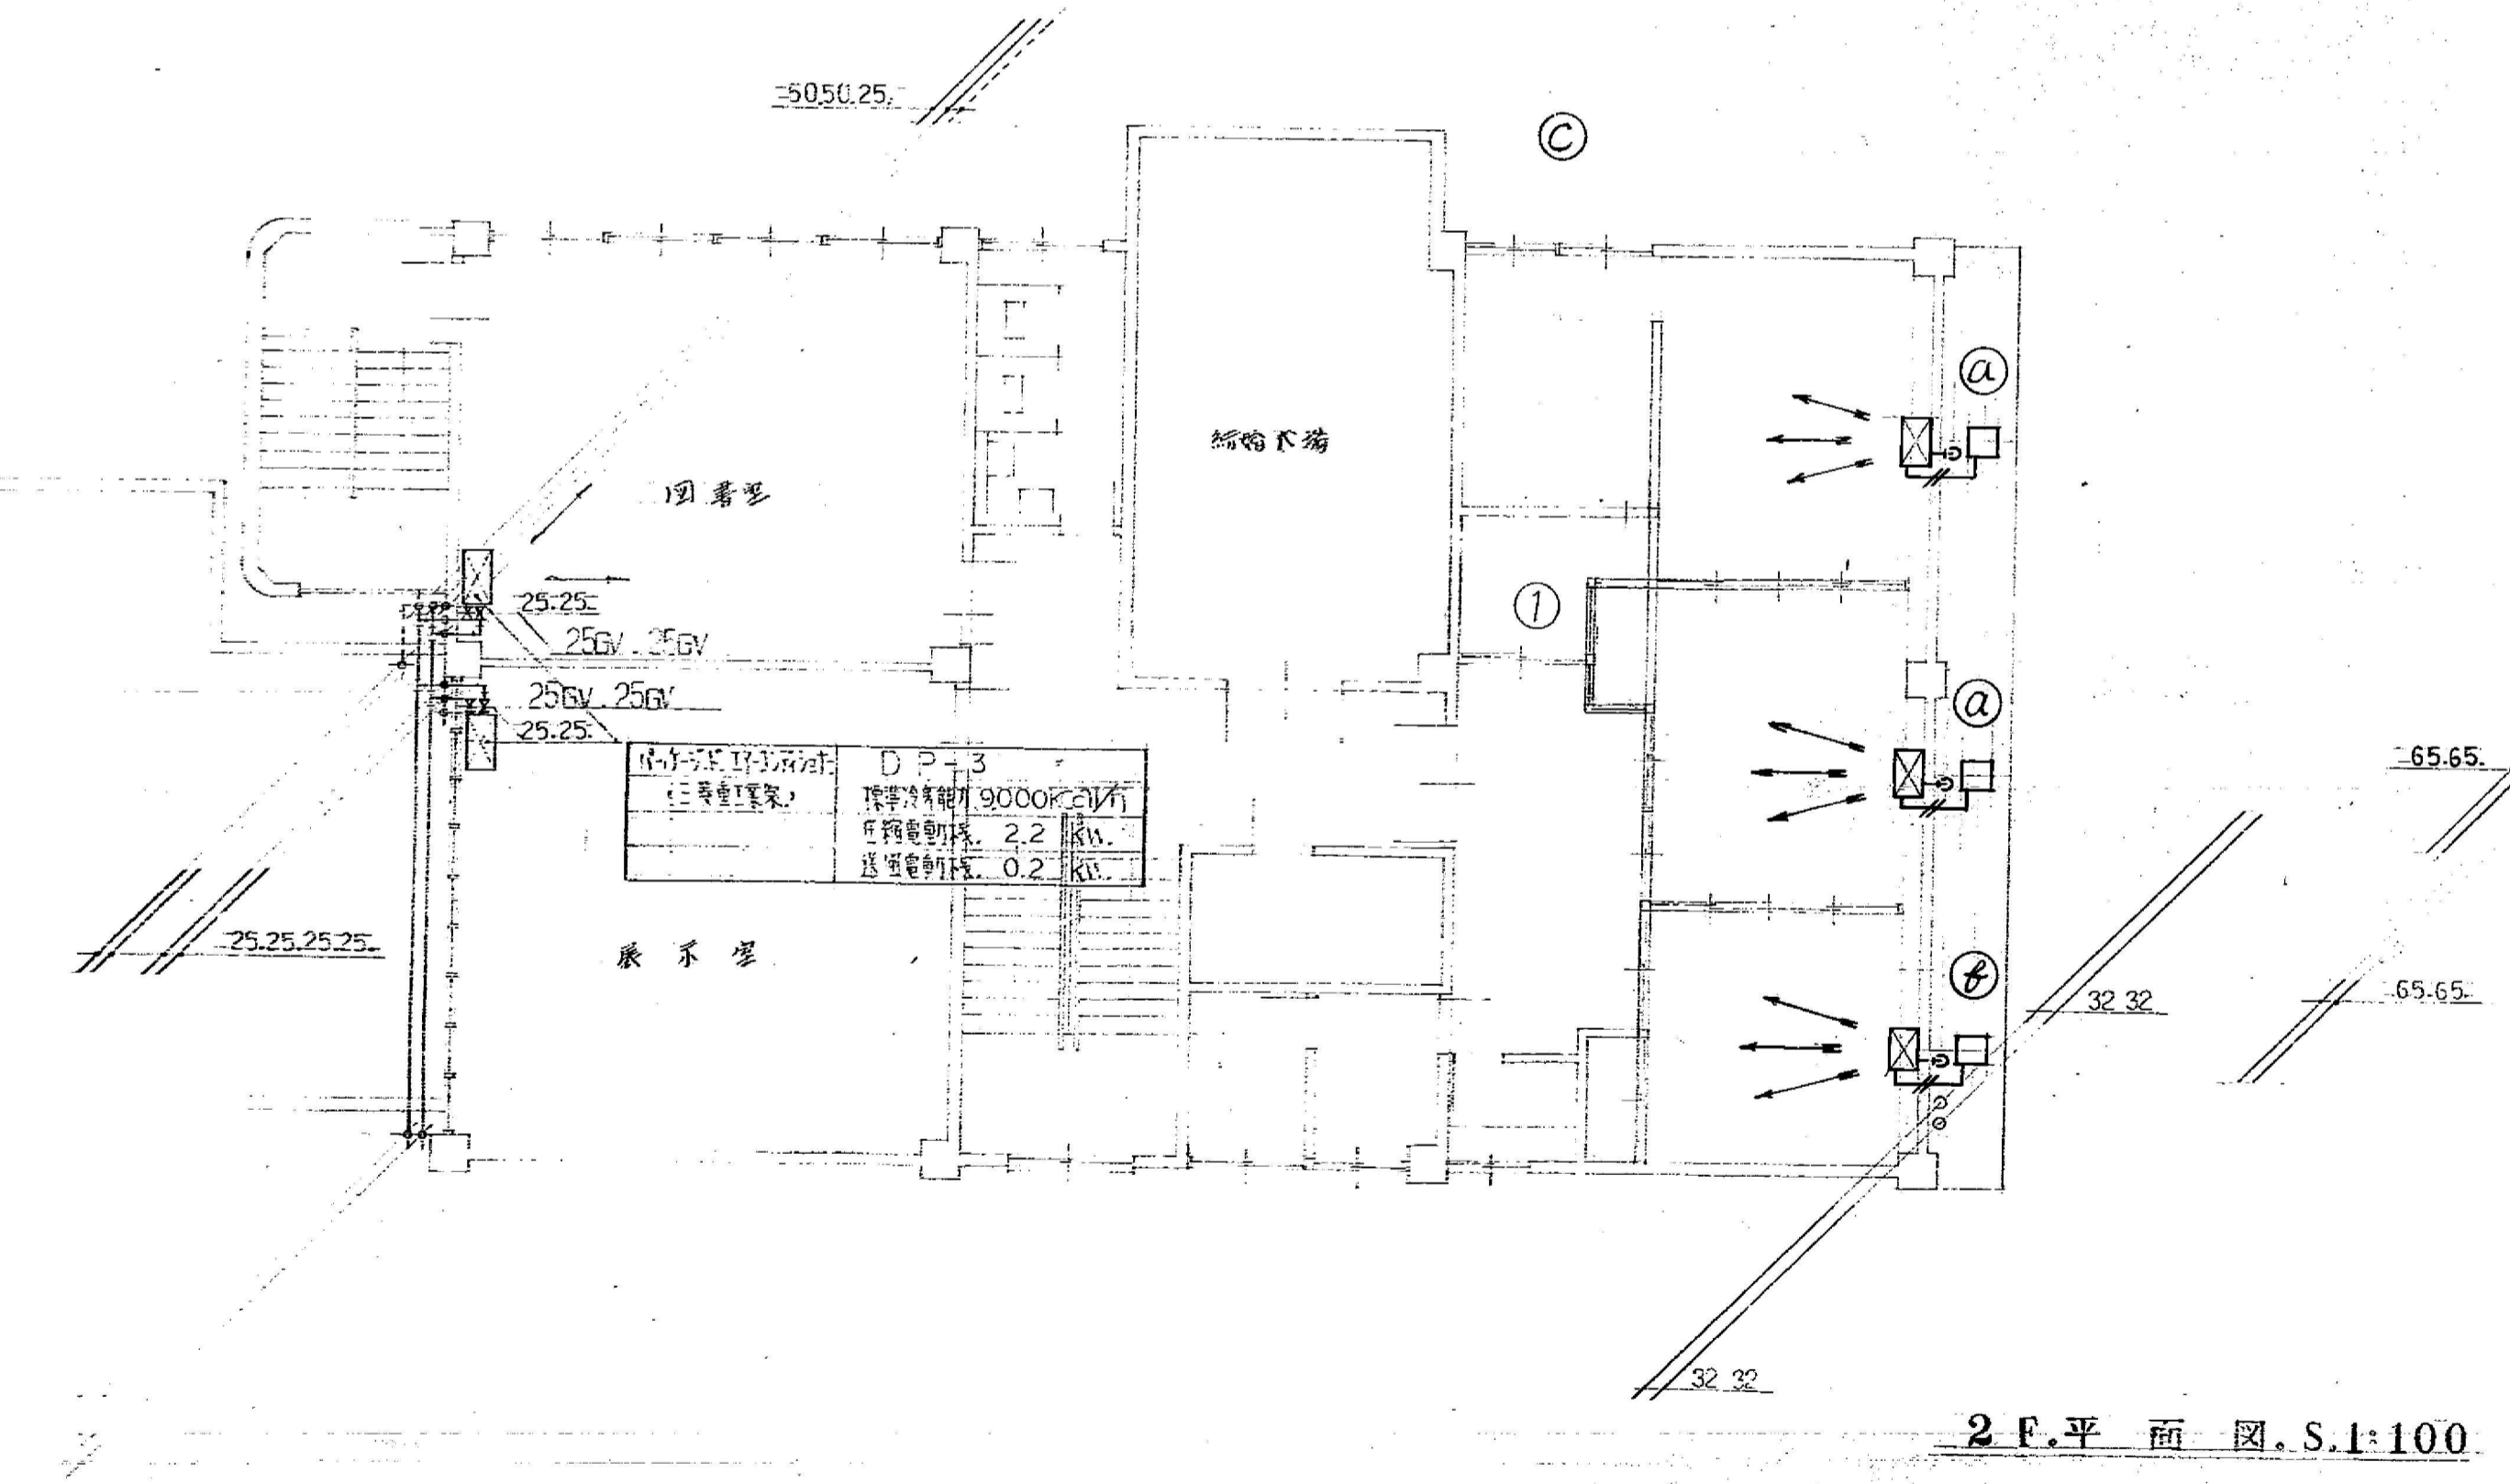 50.50.25.
C
a
図書室
25.25.
25GV.25GV
1
25GV.25GV
25.25.
a
65.65.
DP-3
標準冷房能力 9000Kcal/h
圧縮電動機. 2.2 KW.
送風電動機. 0.2 KW.
25.25.25.25.
展示室
32 32
65.65.
32 32
2 F.平面図.S.1:100